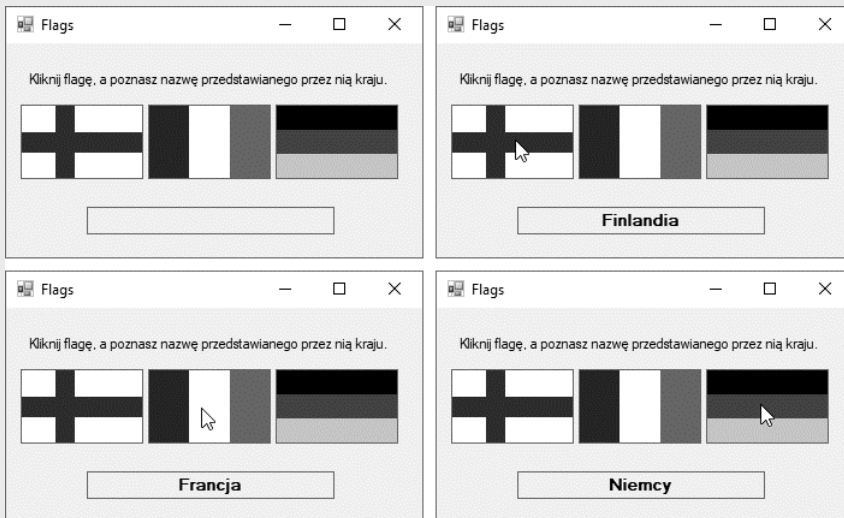 Flags
Kliknij flagę, a poznasz nazwę przedstawianego przez nią kraju.
Flags
Kliknij flagę, a poznasz nazwę przedstawianego przez nią kraju.
Finlandia
Flags
Kliknij flagę, a poznasz nazwę przedstawianego przez nią kraju.
Francja
Flags
Kliknij flagę, a poznasz nazwę przedstawianego przez nią kraju.
Niemcy